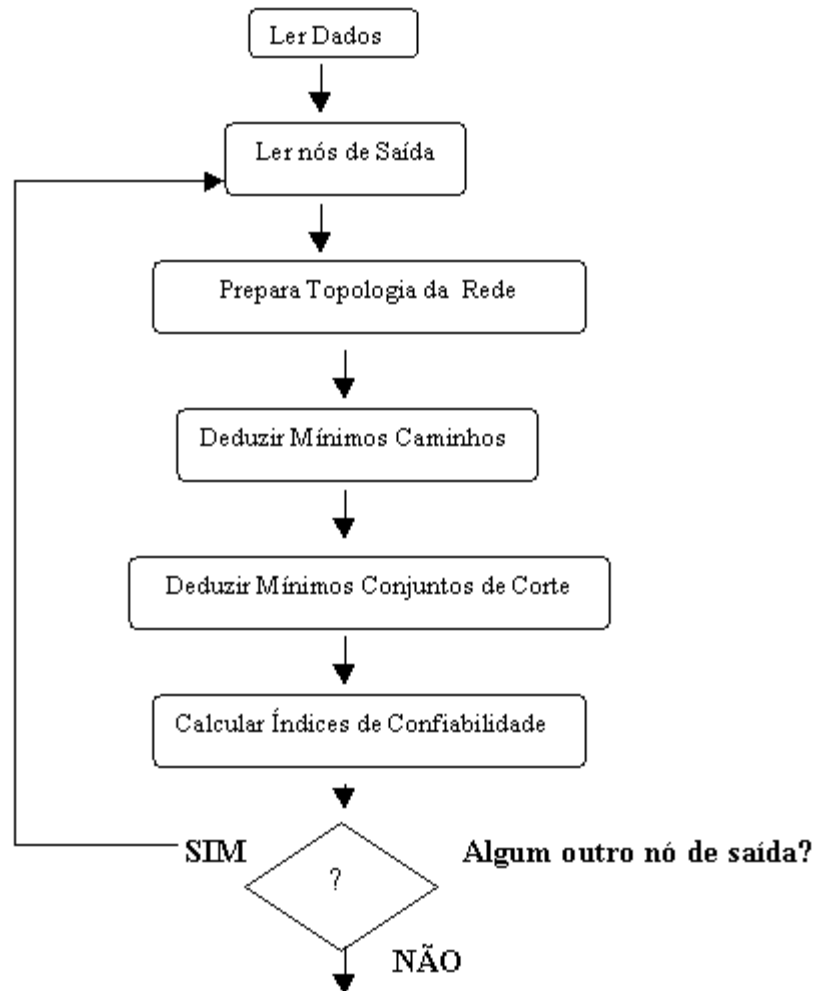 Ler Dados
Ler nós de Saída
Prepara Topologia da Rede
Deduzir Mínimos Caminhos
Deduzir Mínimos Conjuntos de Corte
Calcular Índices de Confiabilidade
SIM
?
Algum outro nó de saída?
NÃO